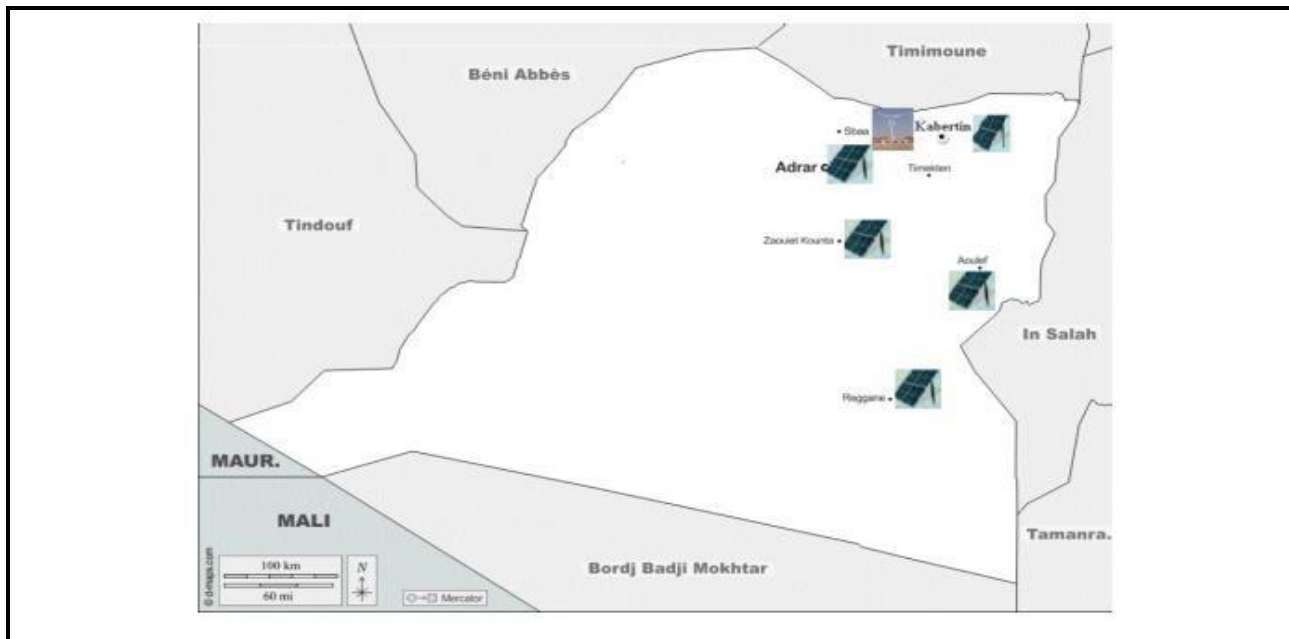 Timimoune
Béni Abbès
Sbaa
Kabertin
Adrar
Timekten
Tindouf
Zaouiet Kounta
Aoulef
In Salah
Reggane
MAUR.
MALI
Tamanra.
Bordj Badji Mokhtar
100 km
60 mi
N
Mercator
© d-maps.com